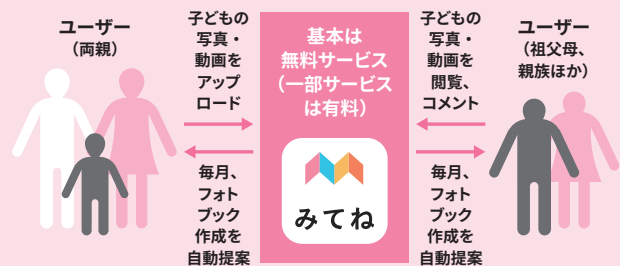 ユーザー
（両親）
子どもの
写真・
動画を
アップ
ロード
毎月、
フォト
ブック
作成を
自動提案
基本は
無料サービス
（一部サービス
は有料）
みてね
子どもの
写真・
動画を
閲覧、
コメント
毎月、
フォト
ブック
作成を
自動提案
ユーザー
（祖父母、
親族ほか）